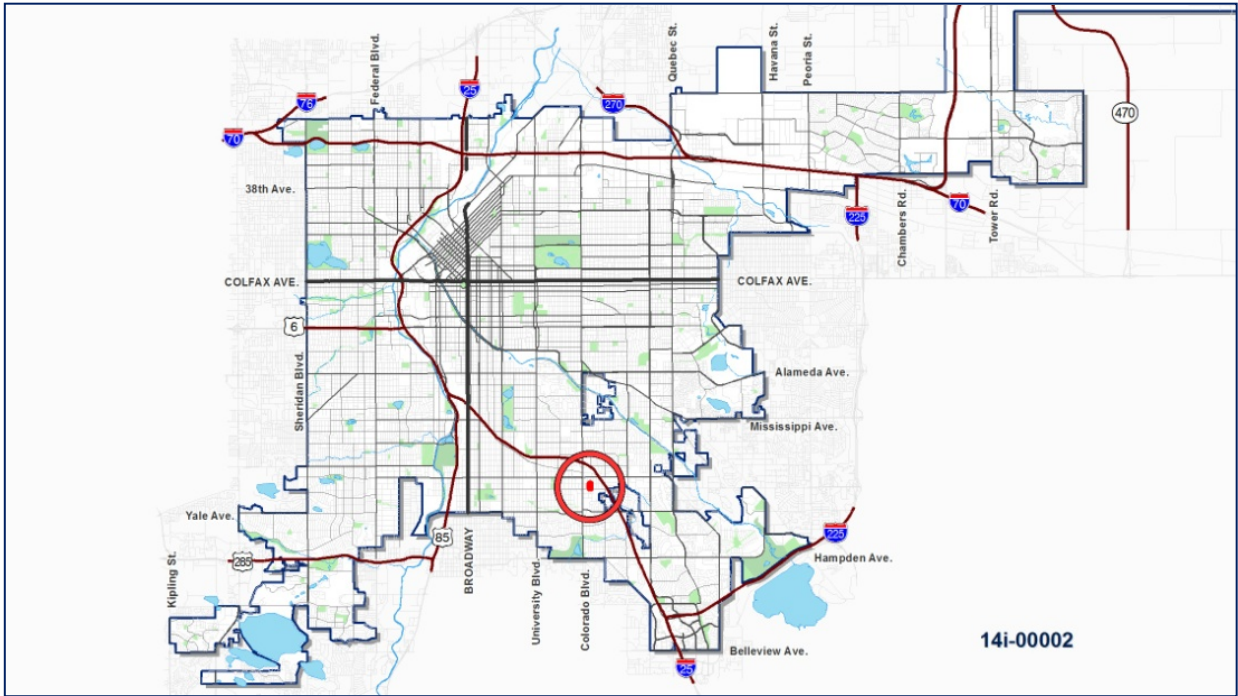 Federal Blvd.
Quebec St.
Havana St.
Peoria St.
76
25
270
470
70
38th Ave.
225
Chambers Rd.
70
Tower Rd.
COLFAX AVE.
COLFAX AVE.
6
Sheridan Blvd.
Alameda Ave.
Mississippi Ave.
Yale Ave.
85
225
285
Hampden Ave.
Kipling St.
BROADWAY
University Blvd.
Colorado Blvd.
14i-00002
Belleview Ave.
25